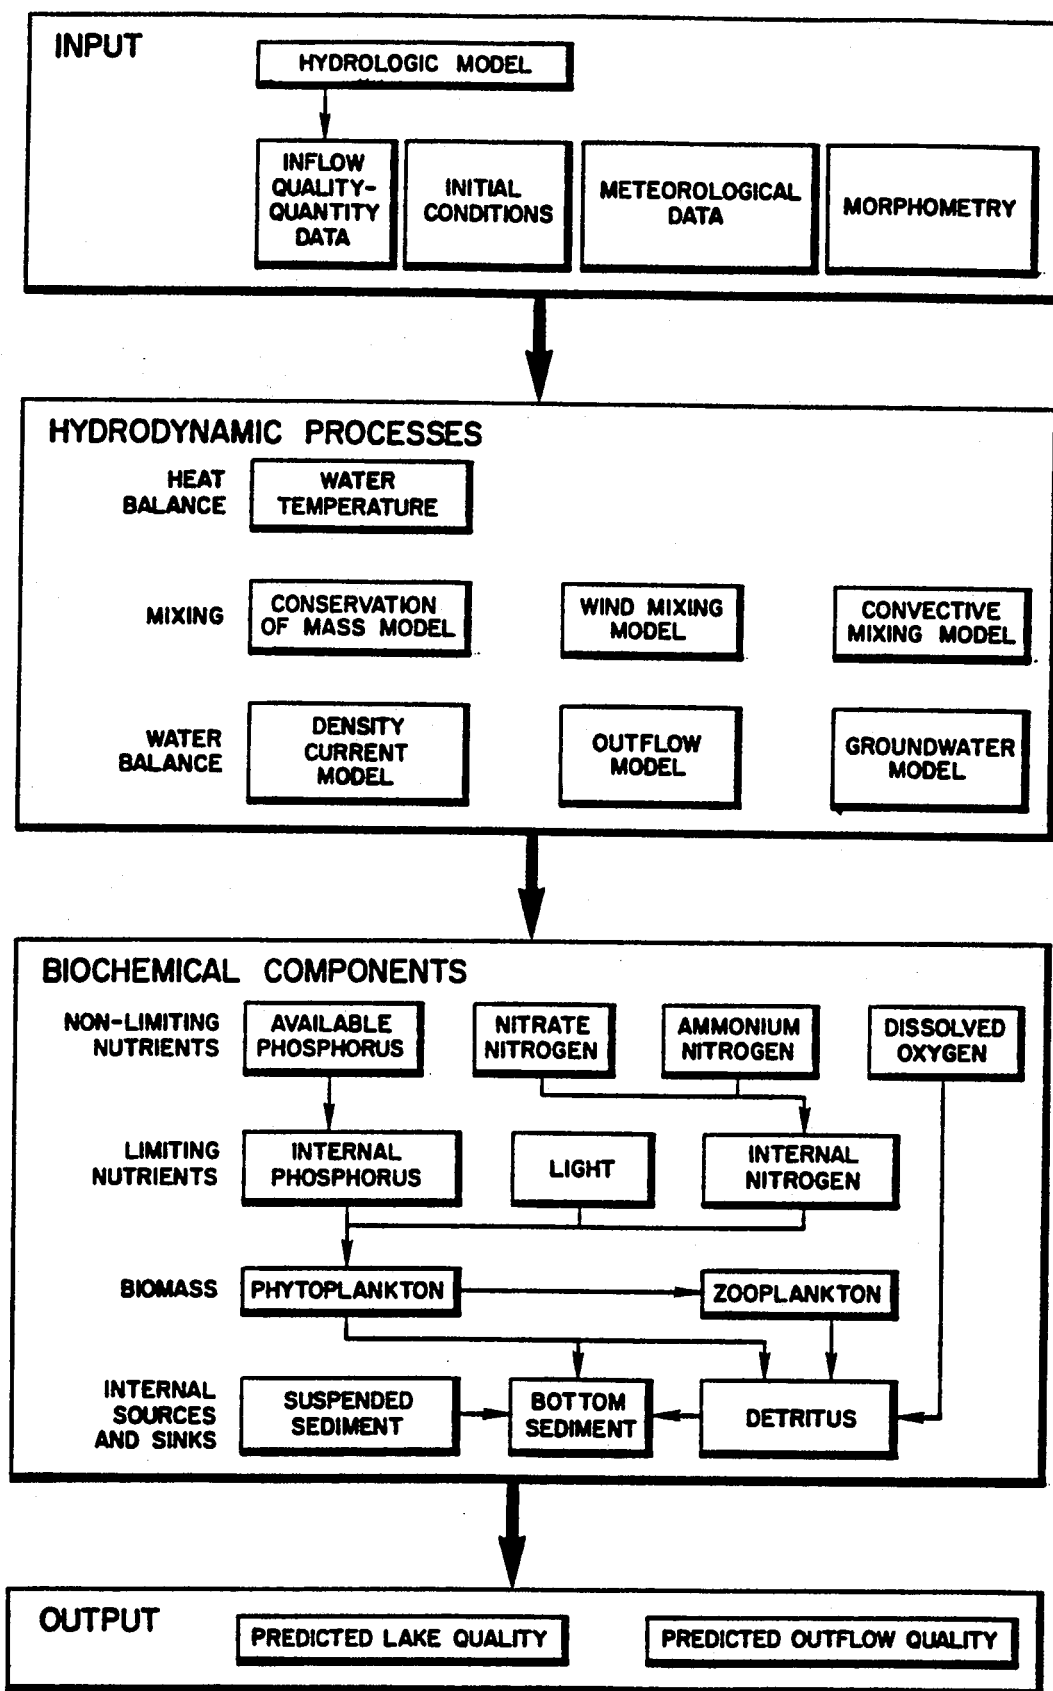 INPUT
HYDROLOGIC MODEL
INFLOW
QUALITY-
QUANTITY
DATA
INITIAL
CONDITIONS
METEOROLOGICAL
DATA
MORPHOMETRY
HYDRODYNAMIC PROCESSES
HEAT
BALANCE
WATER
TEMPERATURE
MIXING
CONSERVATION
OF MASS MODEL
WIND MIXING
MODEL
CONVECTIVE
MIXING MODEL
WATER
BALANCE
DENSITY
CURRENT
MODEL
OUTFLOW
MODEL
GROUNDWATER
MODEL
BIOCHEMICAL COMPONENTS
NON-LIMITING
NUTRIENTS
AVAILABLE
PHOSPHORUS
NITRATE
NITROGEN
AMMONIUM
NITROGEN
DISSOLVED
OXYGEN
LIMITING
NUTRIENTS
INTERNAL
PHOSPHORUS
LIGHT
INTERNAL
NITROGEN
BIOMASS
PHYTOPLANKTON
ZOOPLANKTON
INTERNAL
SOURCES
AND SINKS
SUSPENDED
SEDIMENT
BOTTOM
SEDIMENT
DETRITUS
OUTPUT
PREDICTED LAKE QUALITY
PREDICTED OUTFLOW QUALITY